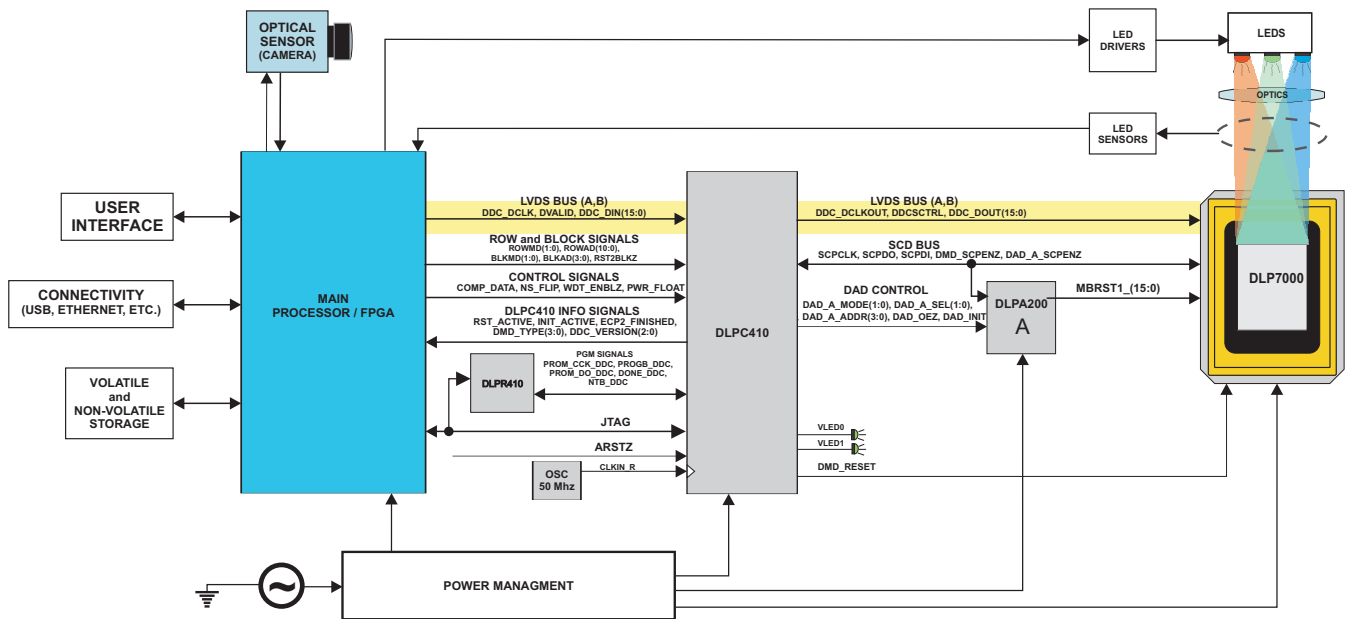 OPTICAL
SENSOR
(CAMERA)
LED
DRIVERS
LEDS
OPTICS
LED
SENSORS
USER
INTERFACE
CONNECTIVITY
(USB, ETHERNET, ETC.)
VOLATILE
and
NON-VOLATILE
STORAGE
MAIN
PROCESSOR / FPGA
LVDS BUS (A,B)
DDC_DCLK, DVALID, DDC_DIN(15:0)
ROW and BLOCK SIGNALS
ROWMD(1:0), ROWAD(10:0),
BLKMD(1:0), BLKAD(3:0), RST2BLKZ
CONTROL SIGNALS
COMP_DATA, NS_FLIP, WDT_ENBLZ, PWR_FLOAT
DLPC410 INFO SIGNALS
RST_ACTIVE, INIT_ACTIVE, ECP2_FINISHED,
DMD_TYPE(3:0), DDC_VERSION(2:0)
DLPR410
PGM SIGNALS
PROM_CCK_DDC, PROGB_DDC,
PROM_DO_DDC, DONE_DDC,
NTB_DDC
JTAG
ARSTZ
OSC
50 Mhz
CLKIN_R
DLPC410
LVDS BUS (A,B)
DDC_DCLKOUT, DDCSCTRL, DDC_DOUT(15:0)
SCD BUS
SCPCLK, SCPDO, SCPDI, DMD_SCPENZ, DAD_A_SCPENZ
DAD CONTROL
DAD_A_MODE(1:0), DAD_A_SEL(1:0),
DAD_A_ADDR(3:0), DAD_OEZ, DAD_INIT
DLPA200
A
MBRST1_(15:0)
DLP7000
VLED0
VLED1
DMD_RESET
POWER MANAGMENT